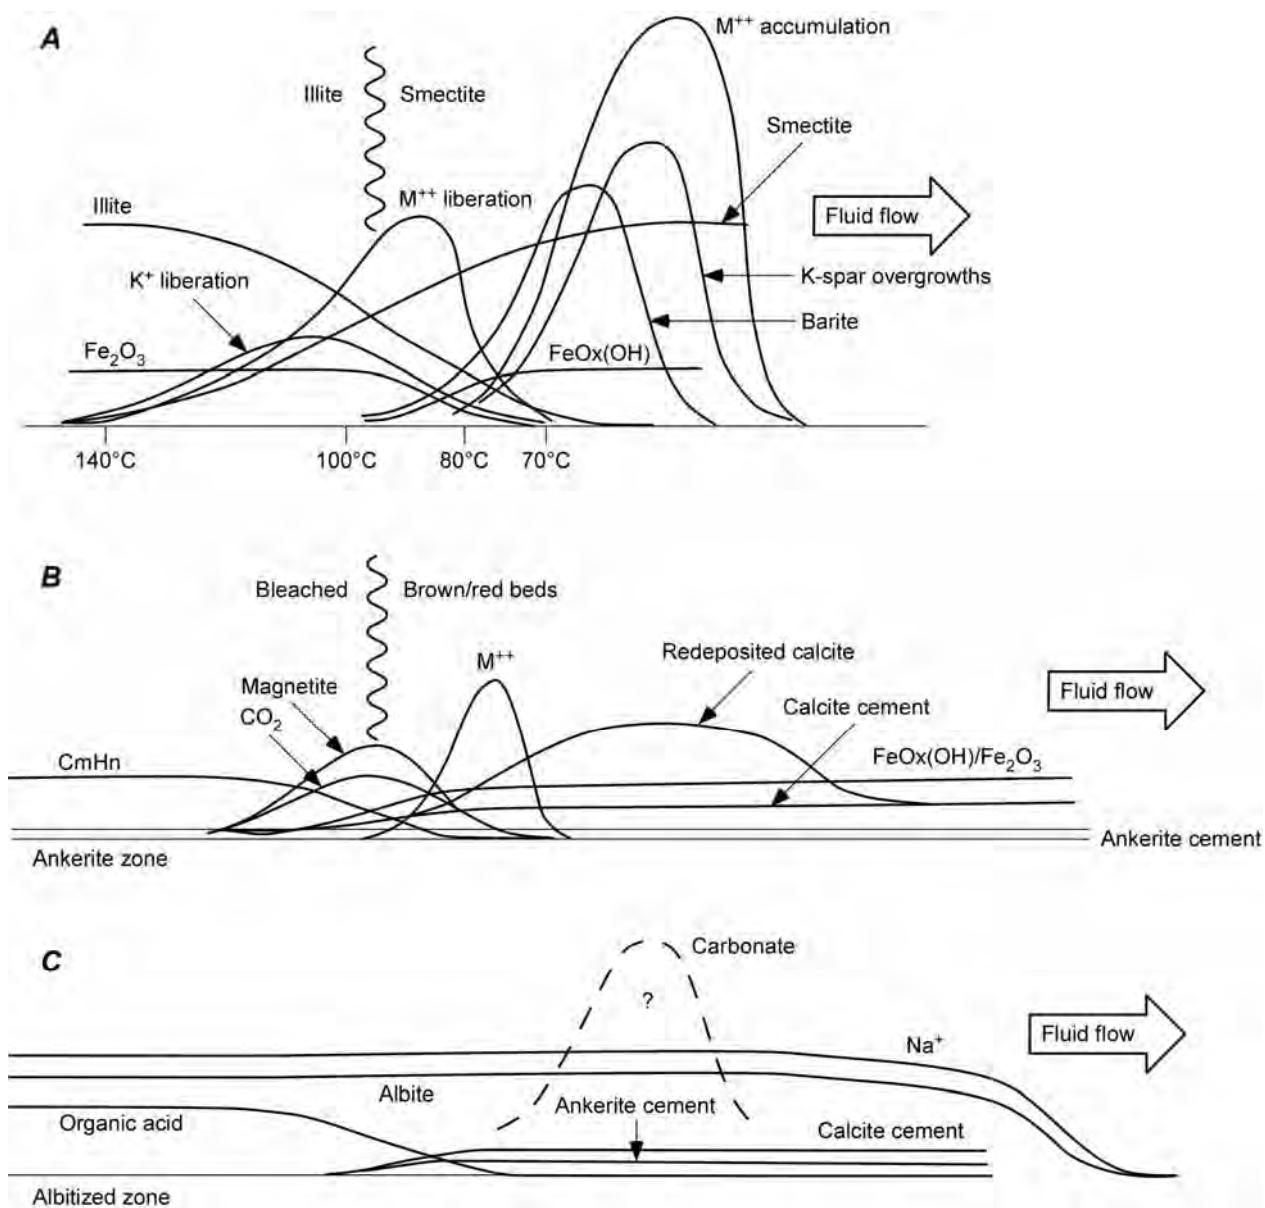 A
M++ accumulation
Illite
Smectite
Smectite
Illite
M++ liberation
Fluid flow
K+ liberation
K-spar overgrowths
Barite
Fe2O3
FeOx(OH)
140°C
100°C
80°C
70°C
B
Bleached
Brown/red beds
M++
Redeposited calcite
Fluid flow
Magnetite
CO2
Calcite cement
CmHn
FeOx(OH)/Fe2O3
Ankerite zone
Ankerite cement
C
Carbonate
?
Fluid flow
Na+
Albite
Ankerite cement
Organic acid
Calcite cement
Albitized zone